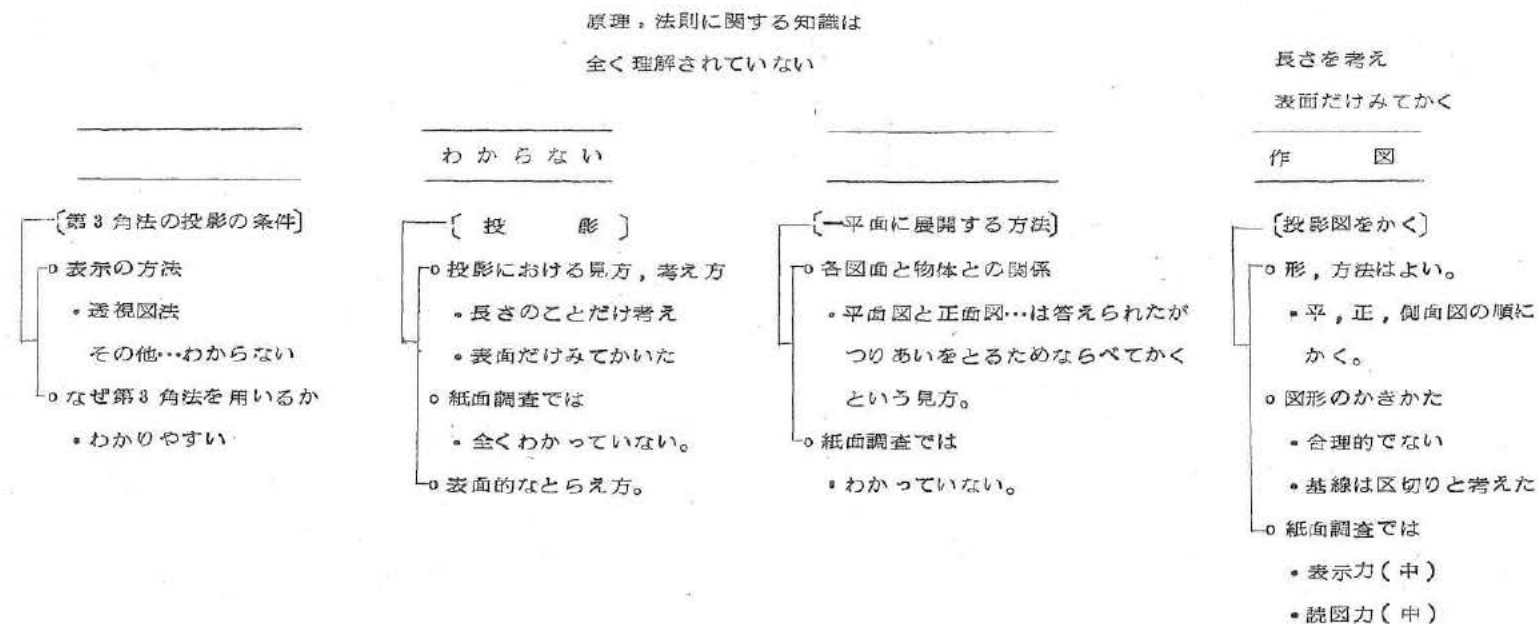 原理,法則に関する知識は
全く理解されていない
長さを考え
表面だけみてかく
わからない
作 図
〔第3角法の投影の条件〕
o 表示の方法
・透視図法
その他…わからない
o なぜ第3角法を用いるか
・わかりやすい
〔 投 影 〕
o 投影における見方,考え方
・長さのことだけ考え
・表面だけみてかいた
o 紙面調査では
・全くわかっていない。
o 表面的なとらえ方。
〔一平面に展開する方法〕
o 各図面と物体との関係
・平面図と正面図…は答えられたが
つりあいをとるためならべてかく
という見方。
o 紙面調査では
・わかっていない。
〔投影図をかく〕
o 形,方法はよい。
・平,正,側面図の順に
かく。
o 図形のかきかた
・合理的でない
・基線は区切りと考えた
o 紙面調査では
・表示力(中)
・読図力(中)